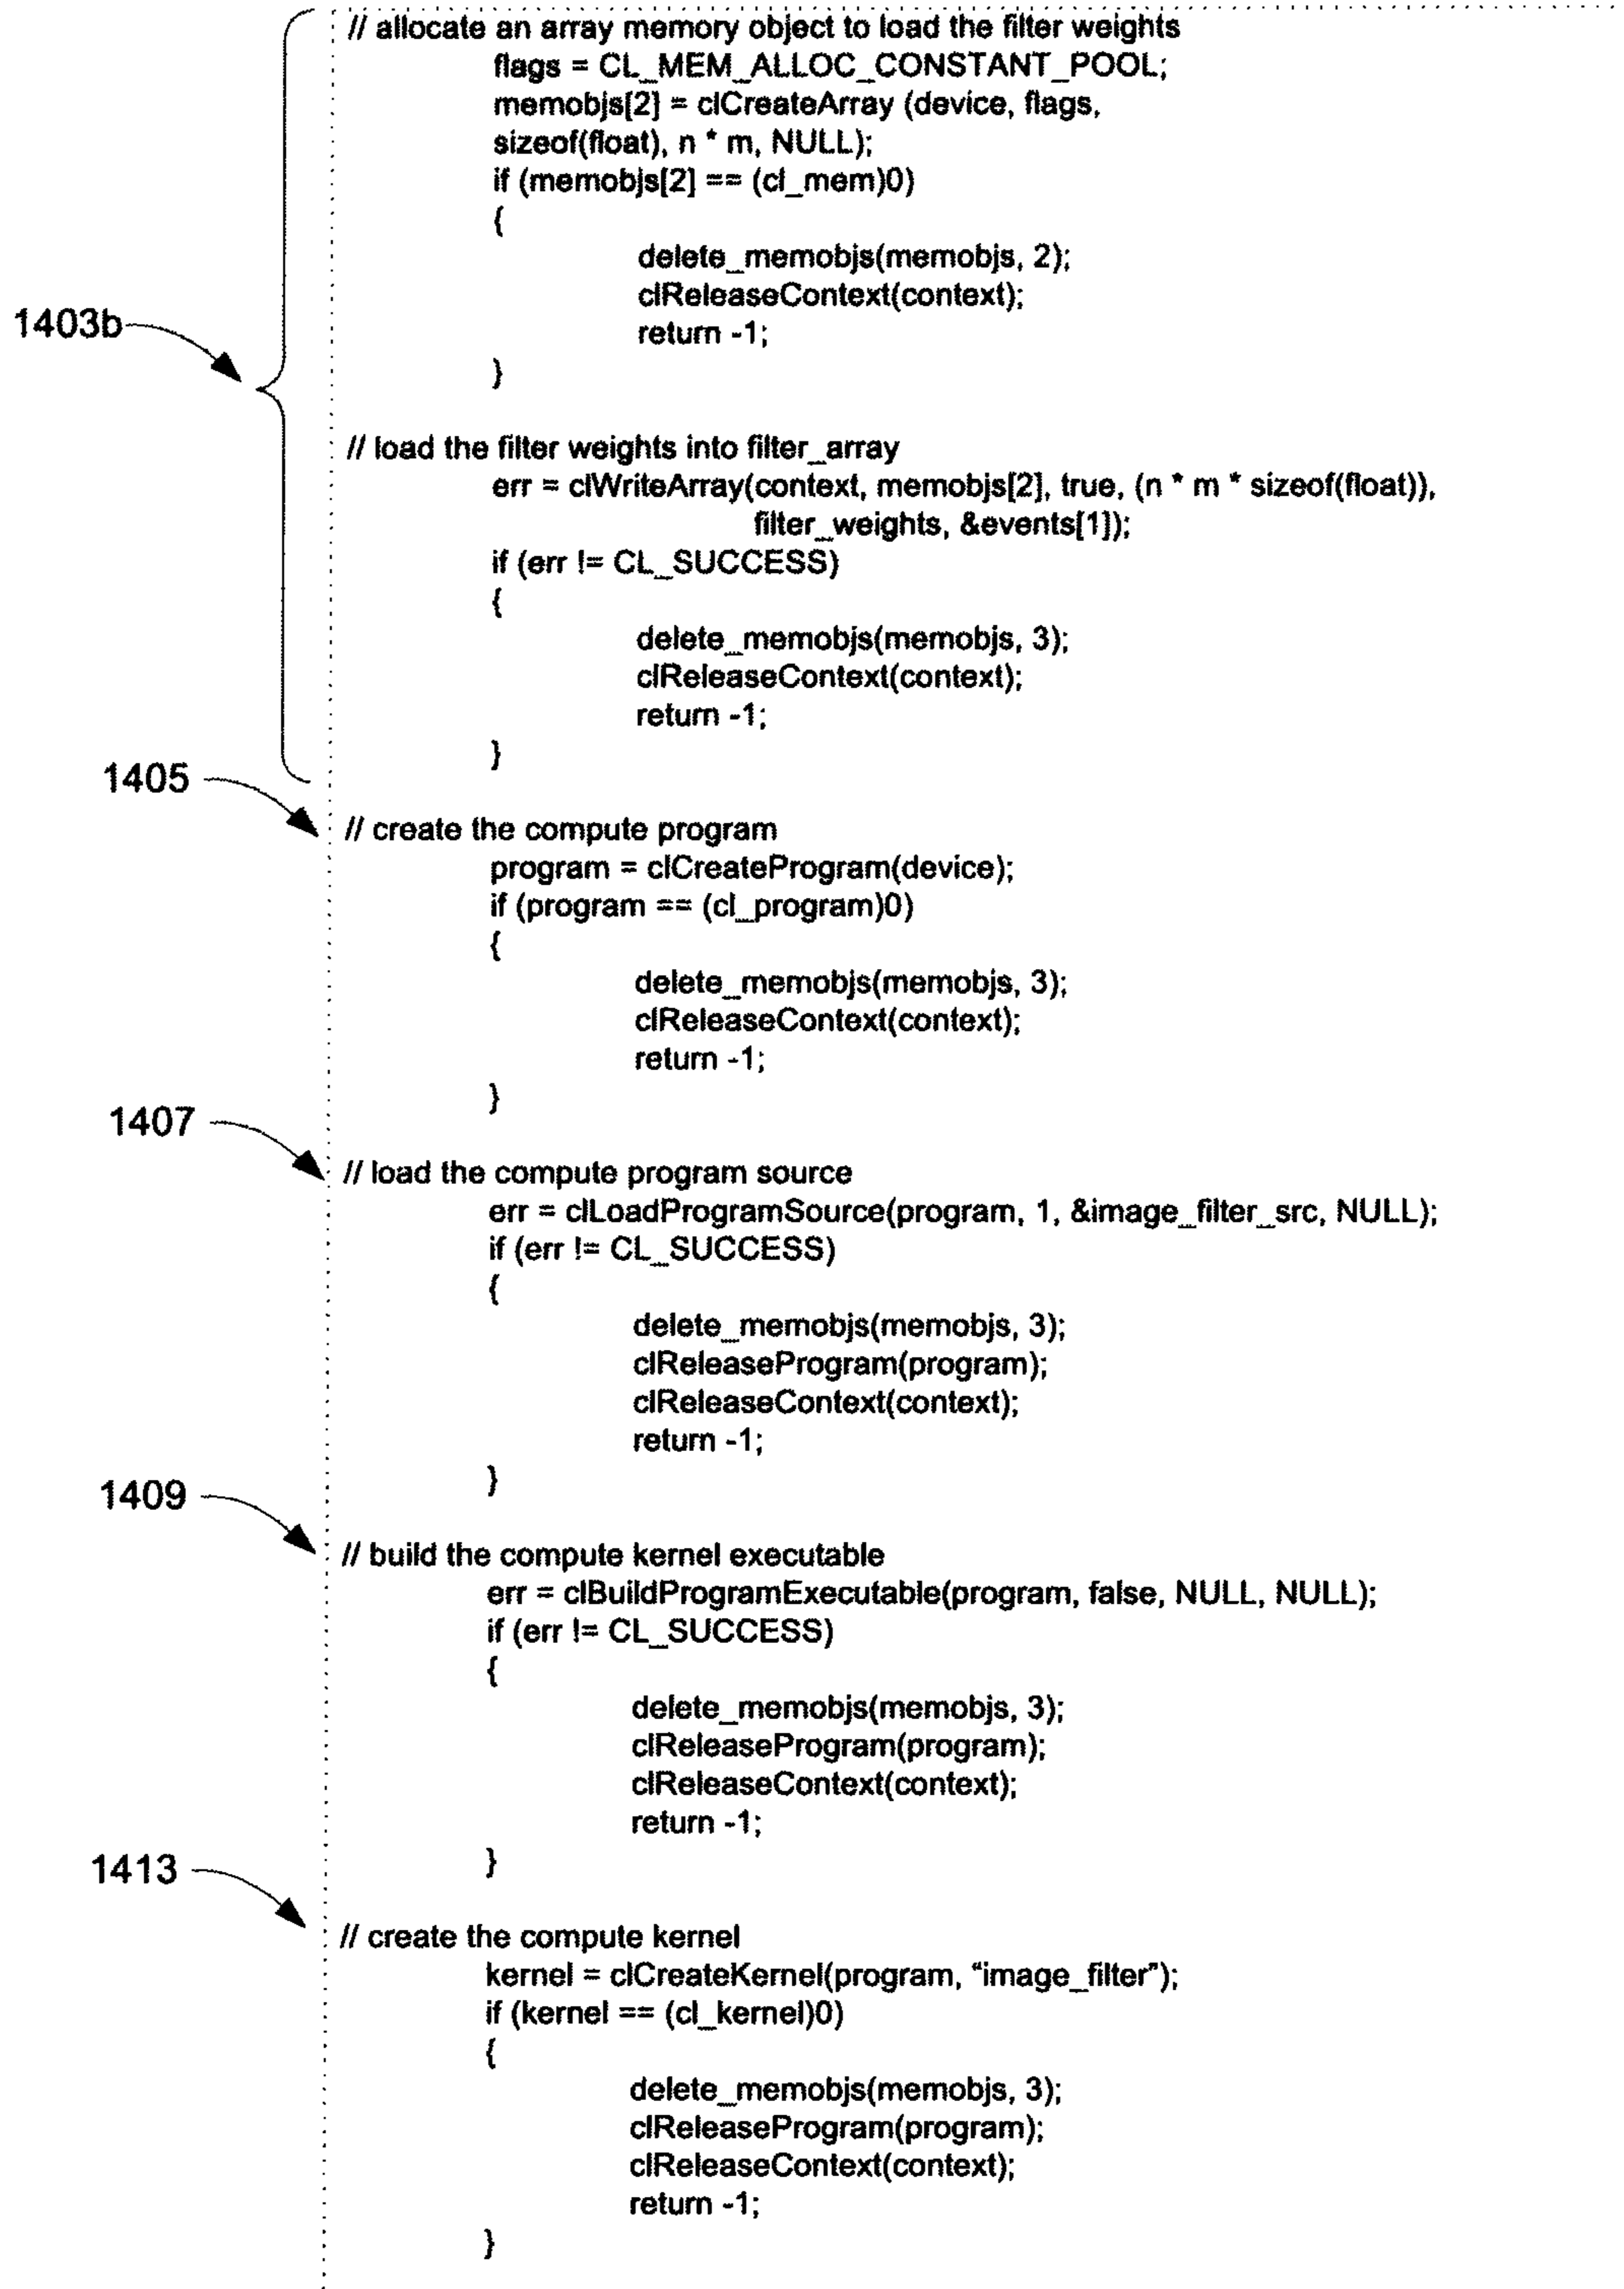 // allocate an array memory object to load the filter weights
flags = CL_MEM_ALLOC_CONSTANT_POOL;
memobjs[2] = clCreateArray (device, flags,
sizeof(float), n * m, NULL);
if (memobjs[2] == (cl_mem)0)
{
delete_memobjs(memobjs, 2);
clReleaseContext(context);
1403b
return -1;
}
// load the filter weights into filter_array
err = clWriteArray(context, memobjs[2], true, (n * m * sizeof(float)),
filter_weights, &events[1]);
if (err != CL_SUCCESS)
{
delete_memobjs(memobjs, 3);
clReleaseContext(context);
return -1;
}
1405
// create the compute program
program = clCreateProgram(device);
if (program == (cl_program)0)
{
delete_memobjs(memobjs, 3);
clReleaseContext(context);
return -1;
}
1407
// load the compute program source
err = clLoadProgramSource(program, 1, &image_filter_src, NULL);
if (err != CL_SUCCESS)
{
delete_memobjs(memobjs, 3);
clReleaseProgram(program);
clReleaseContext(context);
return -1;
}
1409
// build the compute kernel executable
err = clBuildProgramExecutable(program, false, NULL, NULL);
if (err != CL_SUCCESS)
{
delete_memobjs(memobjs, 3);
clReleaseProgram(program);
clReleaseContext(context);
return -1;
}
1413
// create the compute kernel
kernel = clCreateKernel(program, “image_filter”);
if (kernel == (cl_kernel)0)
{
delete_memobjs(memobjs, 3);
clReleaseProgram(program);
clReleaseContext(context);
return -1;
}